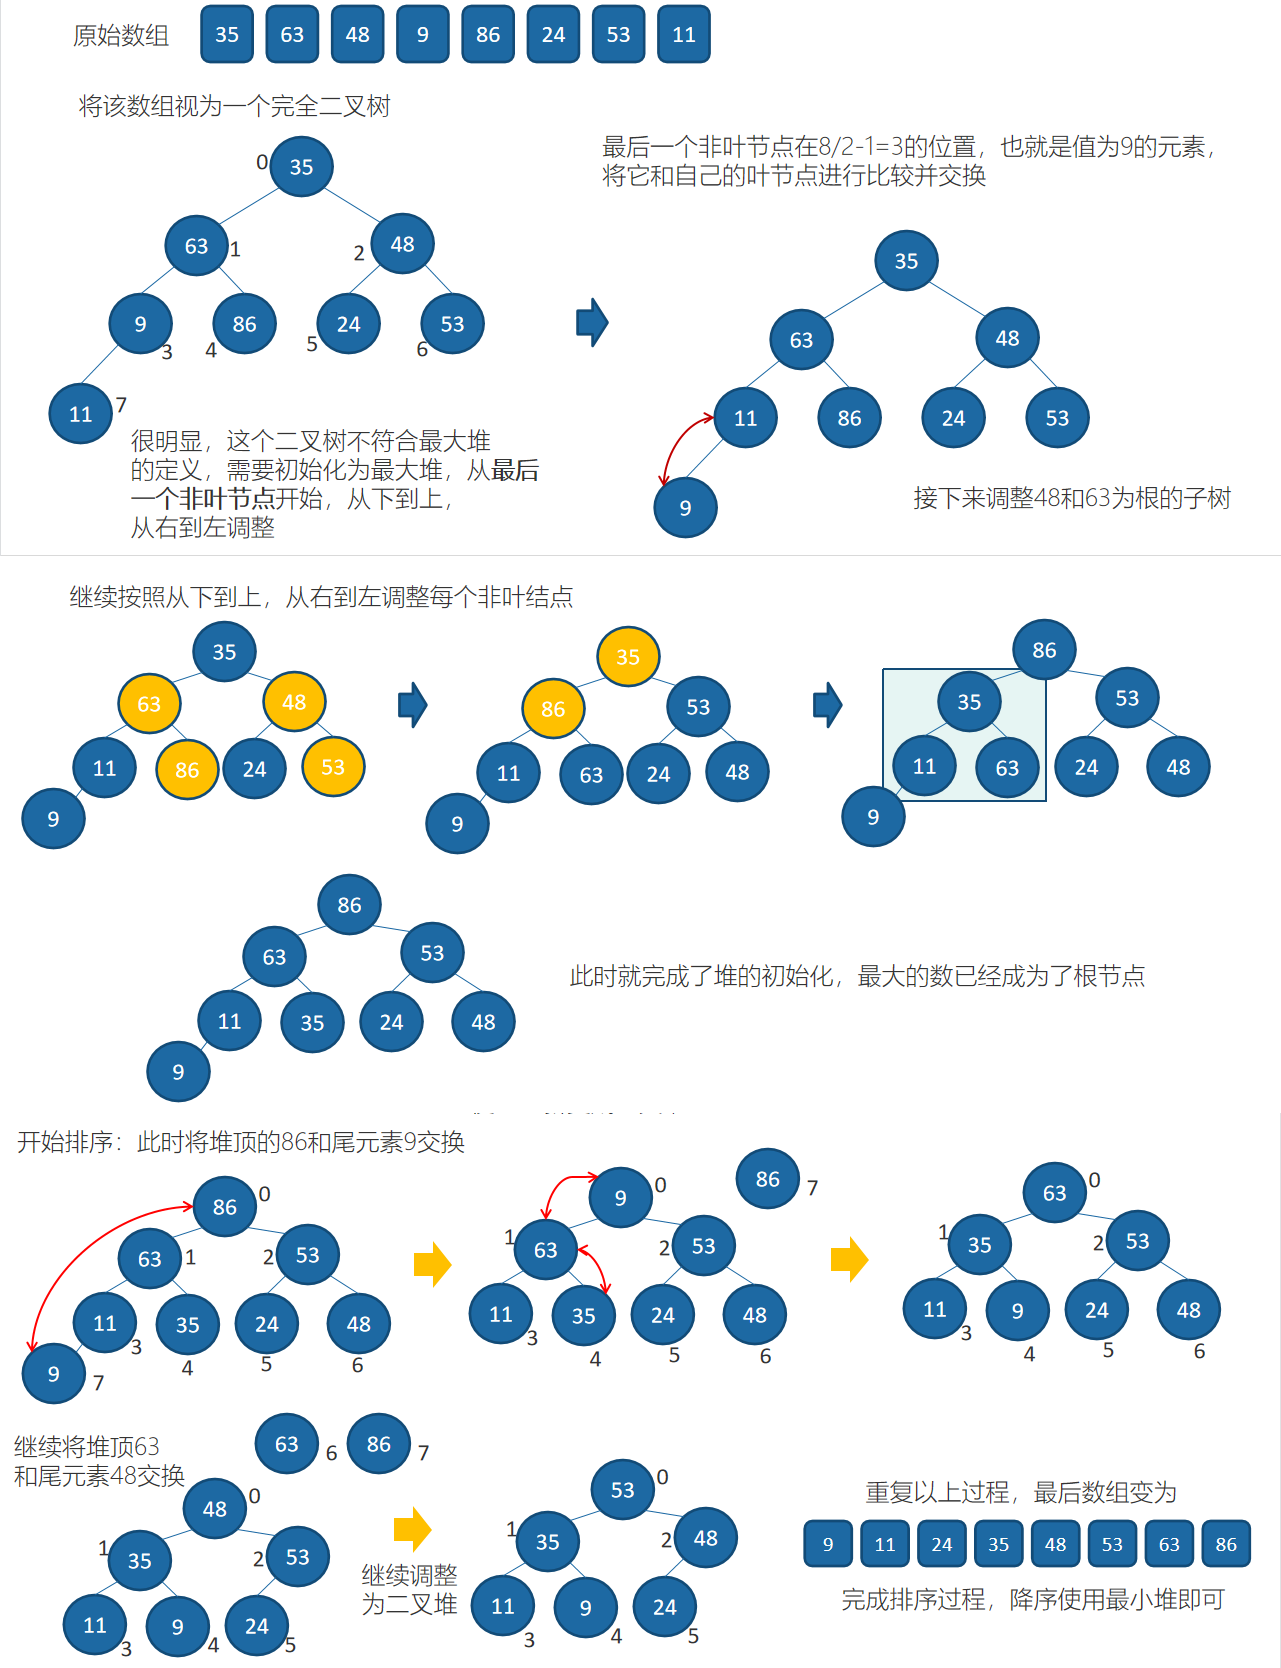 原始数组 35 63 48 9 86 24 53 11
将该数组视为一个完全二叉树
最后一个非叶节点在8/2-1=3的位置，也就是值为9的元素，
将它和自己的叶节点进行比较并交换
0 35
63 1 2 48
9 3 4 86 5 24 6 53
11 7
很明显，这个二叉树不符合最大堆
的定义，需要初始化为最大堆，从最后
一个非叶节点开始，从下到上，
从右到左调整
35
63 48
11 86 24 53
9
接下来调整48和63为根的子树
继续按照从下到上，从右到左调整每个非叶结点
35
63 48
11 86 24 53
9
35
86 53
11 63 24 48
9
86
35 53
11 63 24 48
9
86
63 53
11 35 24 48
9
此时就完成了堆的初始化，最大的数已经成为了根节点
开始排序：此时将堆顶的86和尾元素9交换
86 0
63 1 2 53
11 3 35 4 24 5 48 6
9 7
9 0 86 7
1 63 2 53
11 3 35 4 24 5 48 6
63 0
1 35 2 53
11 3 9 4 24 5 48 6
继续将堆顶63
和尾元素48交换
63 6 86 7
48 0
1 35 2 53
11 3 9 4 24 5
继续调整
为二叉堆
53 0
1 35 2 48
11 3 9 4 24 5
重复以上过程，最后数组变为
9 11 24 35 48 53 63 86
完成排序过程，降序使用最小堆即可